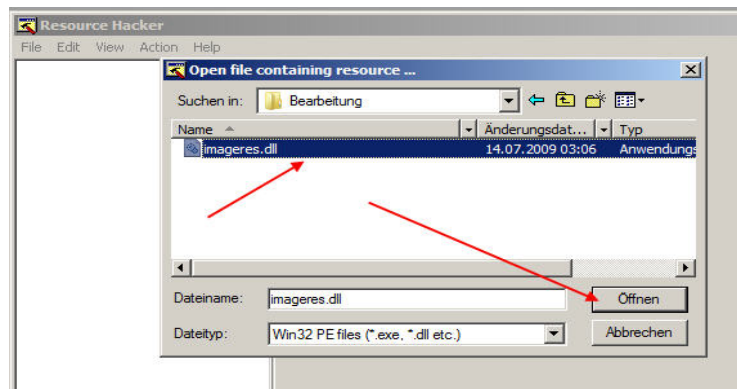 Resource Hacker
File Edit View Action Help
Open file containing resource ...
Suchen in: Bearbeitung
Name Änderungsdat... Typ
imageres.dll 14.07.2009 03:06 Anwendungs
Dateiname: imageres.dll Öffnen
Dateityp: Win32 PE files (*.exe, *.dll etc.) Abbrechen